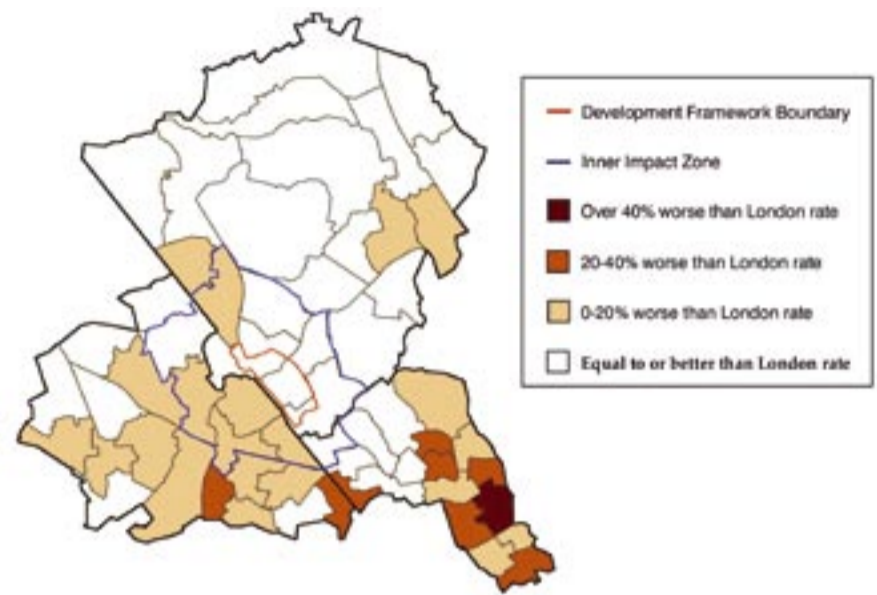 Development Framework Boundary
Inner Impact Zone
Over 40% worse than London rate
20-40% worse than London rate
0-20% worse than London rate
Equal to or better than London rate